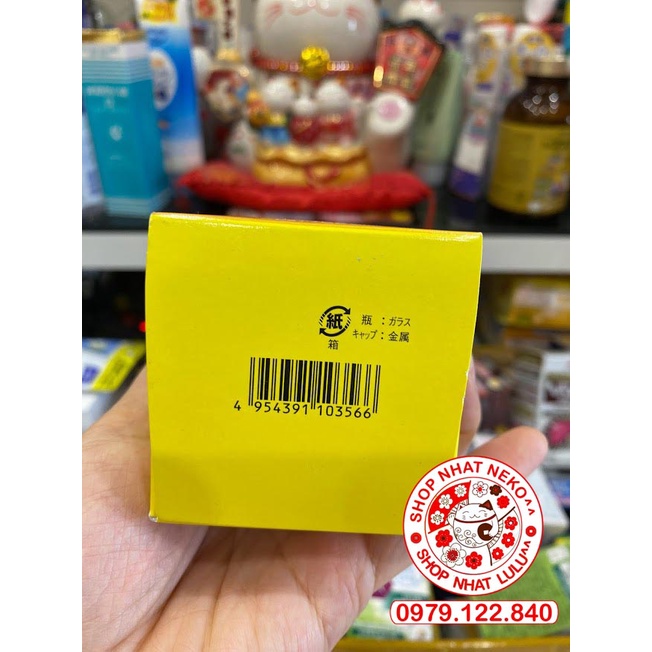 紙
箱
瓶 : ガラス
キャップ : 金属
4 954391 103566
SHOP NHAT NEKO^^
SHOP NHAT LULU^^
0979.122.840